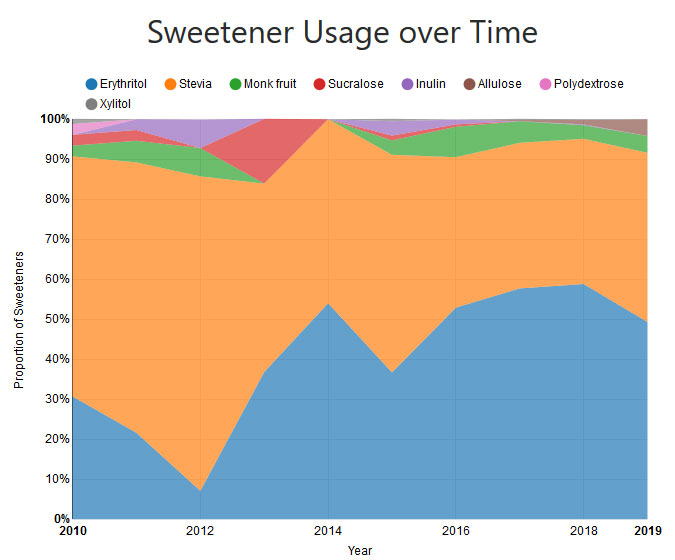 Sweetener Usage over Time
Erythritol Stevia Monk fruit Sucralose Inulin Allulose Polydextrose
Xylitol
100%
90%
80%
70%
60%
50%
40%
30%
20%
10%
0%
Proportion of Sweeteners
2010 2012 2014 2016 2018 2019
Year